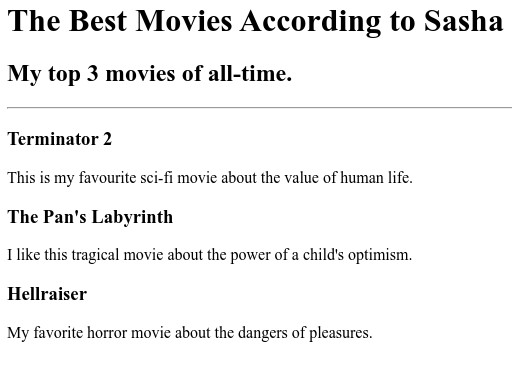 The Best Movies According to Sasha
My top 3 movies of all-time.
Terminator 2
This is my favourite sci-fi movie about the value of human life.
The Pan's Labyrinth
I like this tragical movie about the power of a child's optimism.
Hellraiser
My favorite horror movie about the dangers of pleasures.